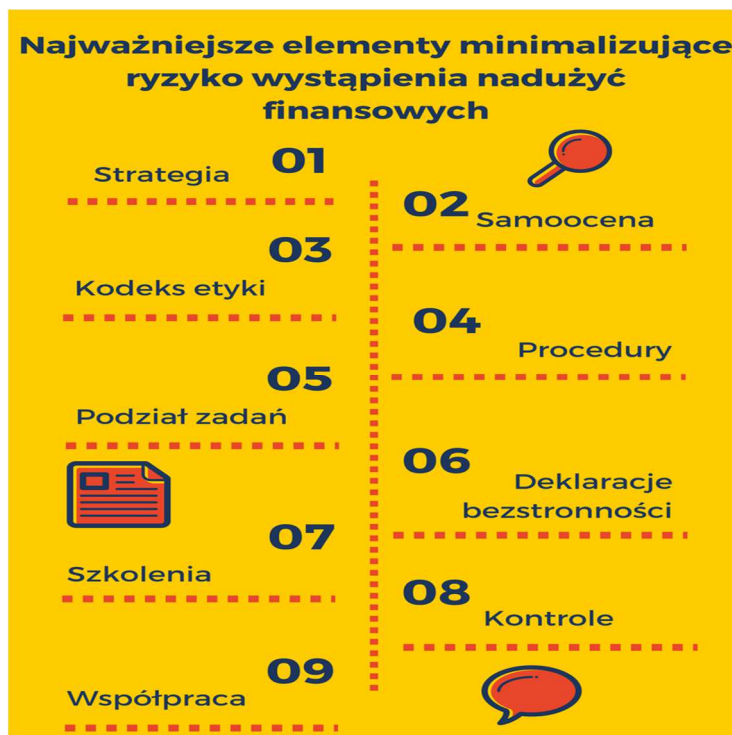 Najważniejsze elementy minimalizujące
ryzyko wystąpienia nadużyć
finansowych
01
Strategia
02
Samoocena
03
Kodeks etyki
04
Procedury
05
Podział zadań
06
Deklaracje
bezstronności
07
Szkolenia
08
Kontrole
09
Współpraca